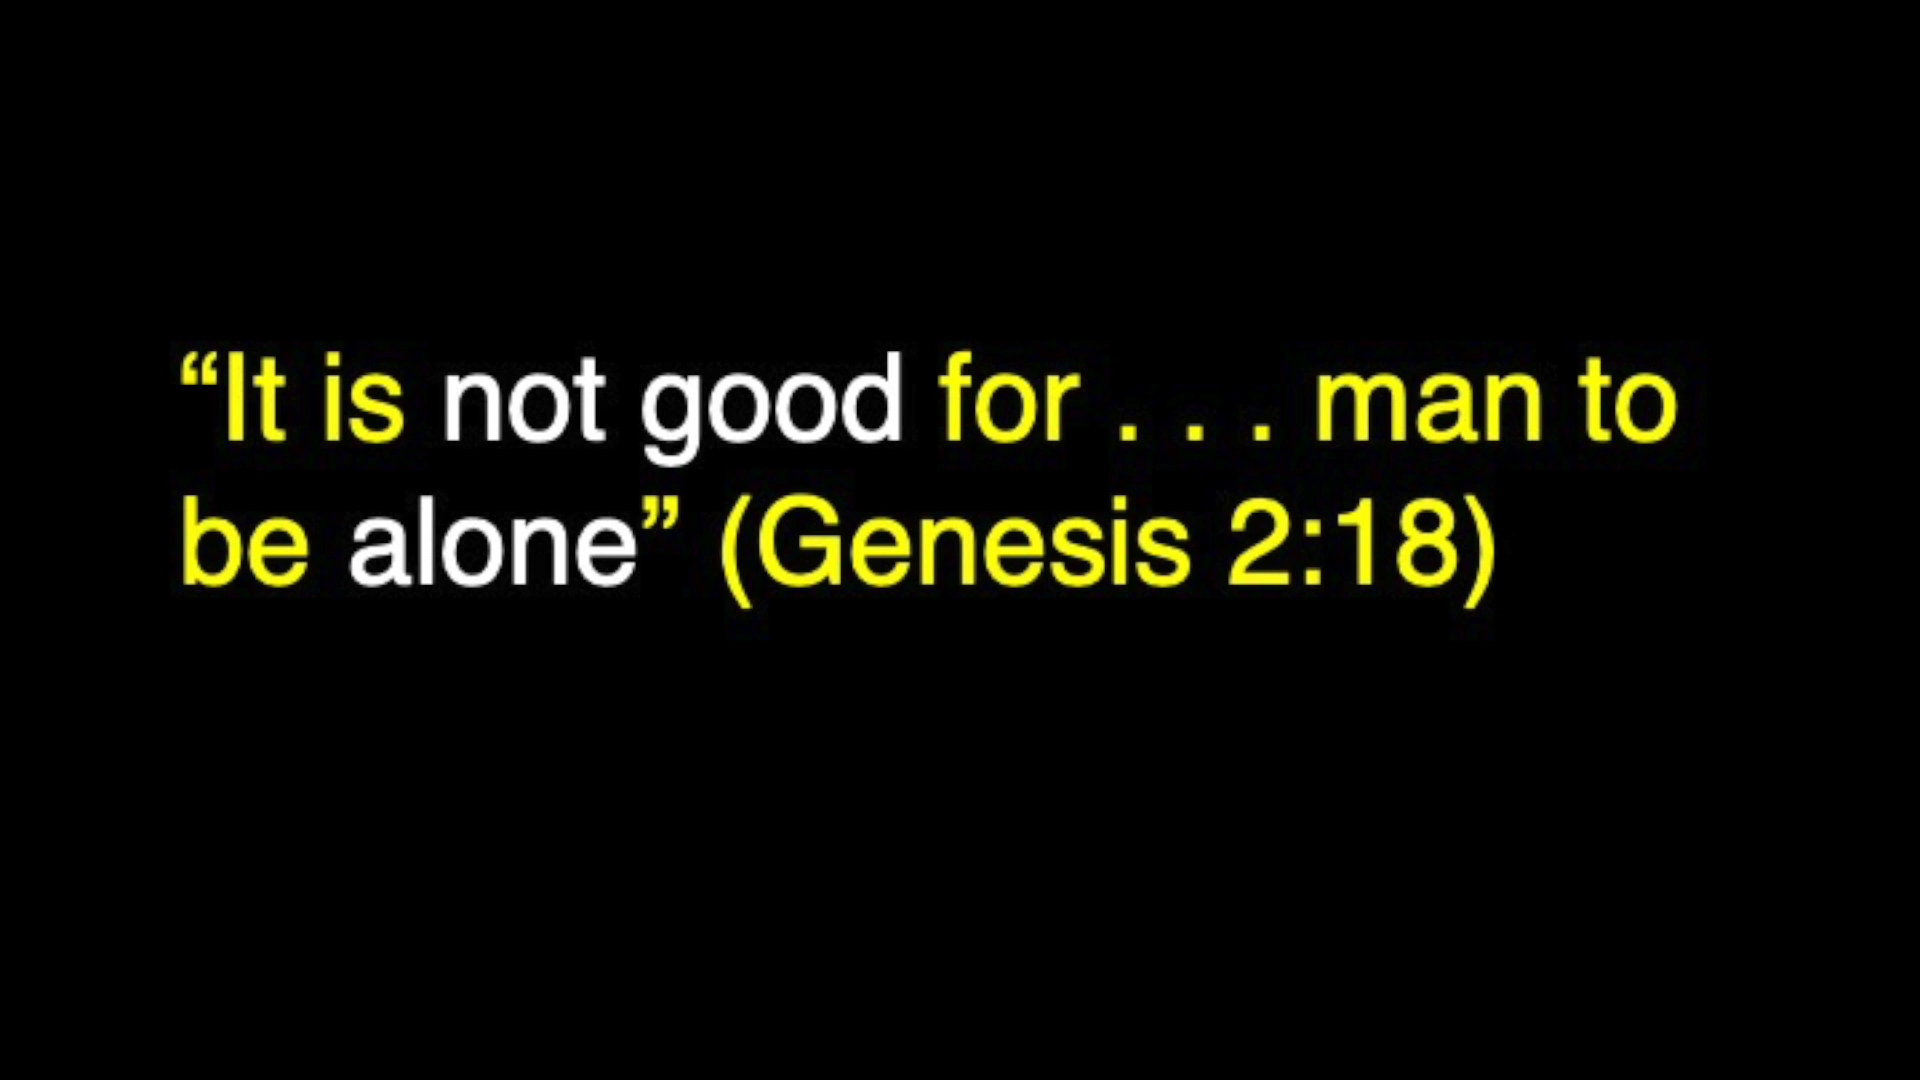 “It is not good for . . . man to
be alone” (Genesis 2:18)